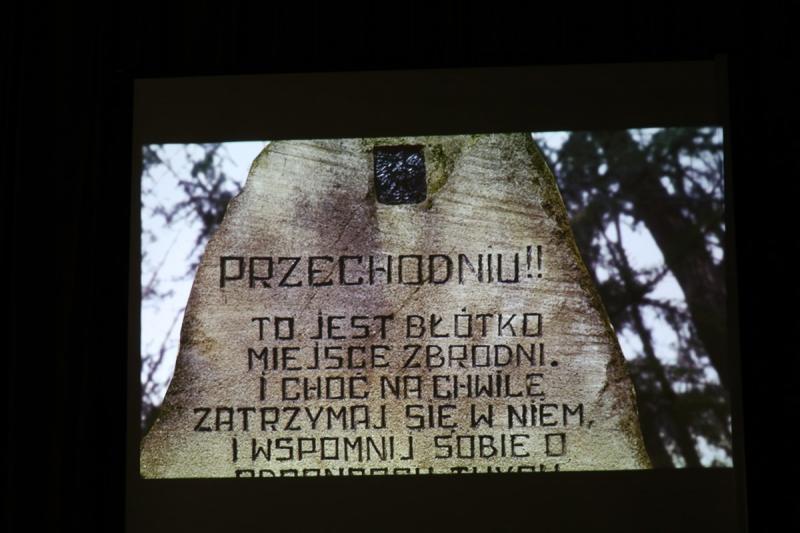 PRZECHODNIU!!
TO JEST BŁÓTKO
MIEJSCE ZBRODNI.
I CHOĆ NA CHWILĘ
ZATRZYMAJ SIĘ W NIEM,
I WSPOMNIJ SOBIE O